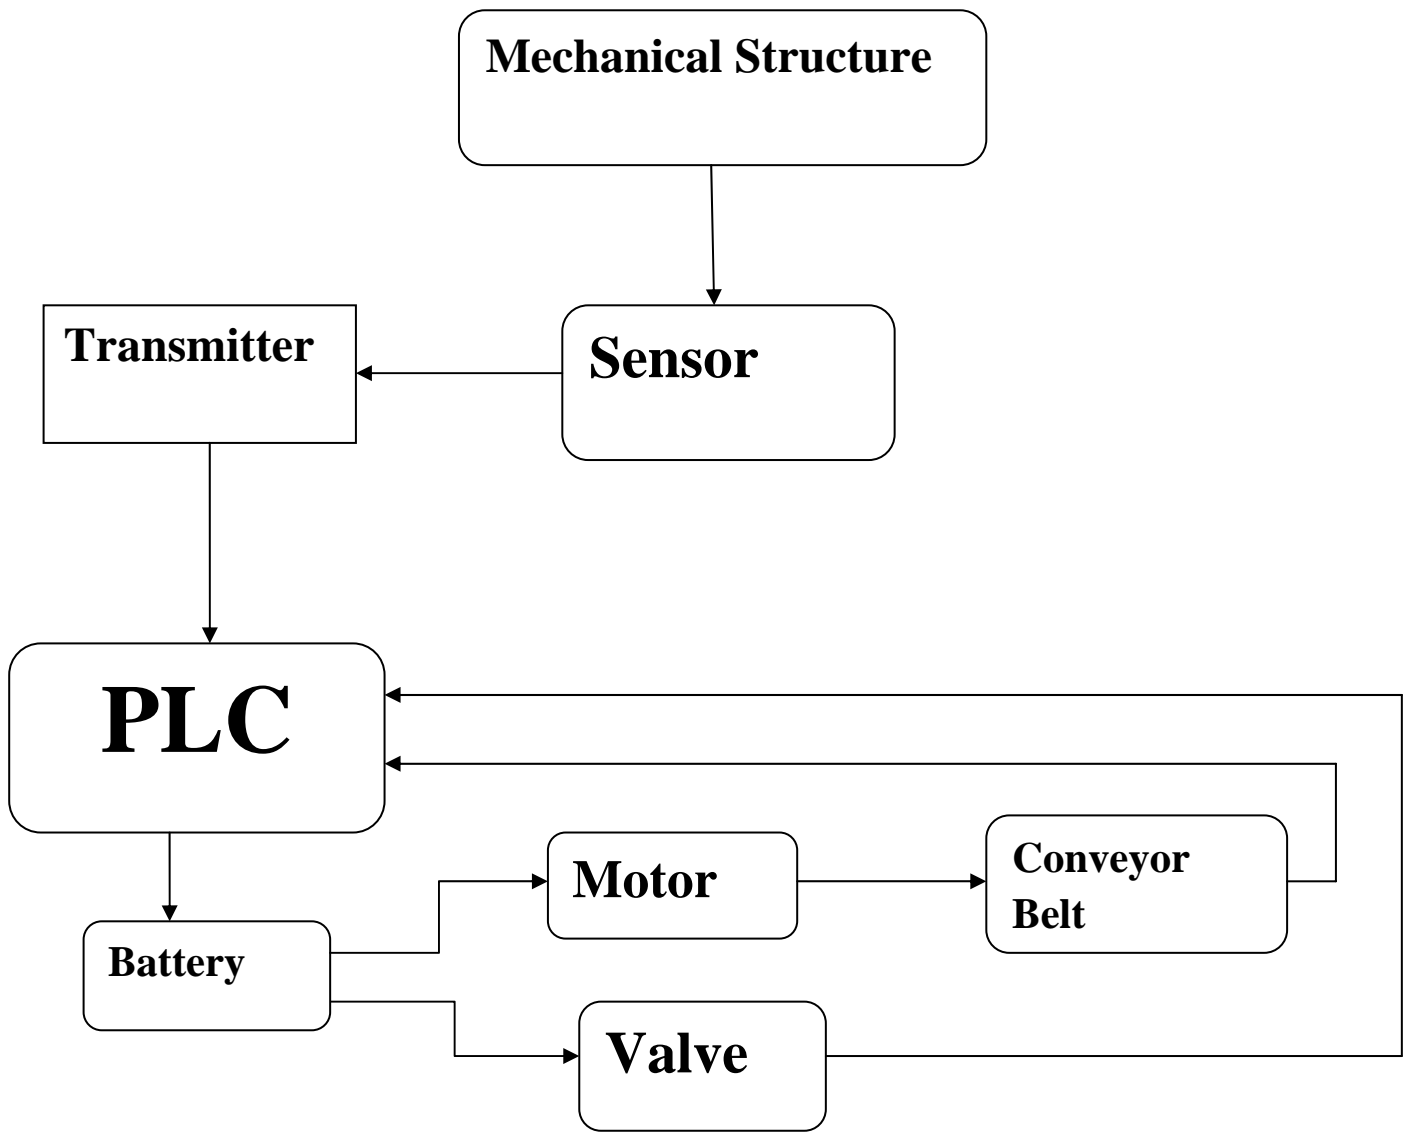 Mechanical Structure
Transmitter
Sensor
PLC
Motor
Conveyor
Belt
Battery
Valve